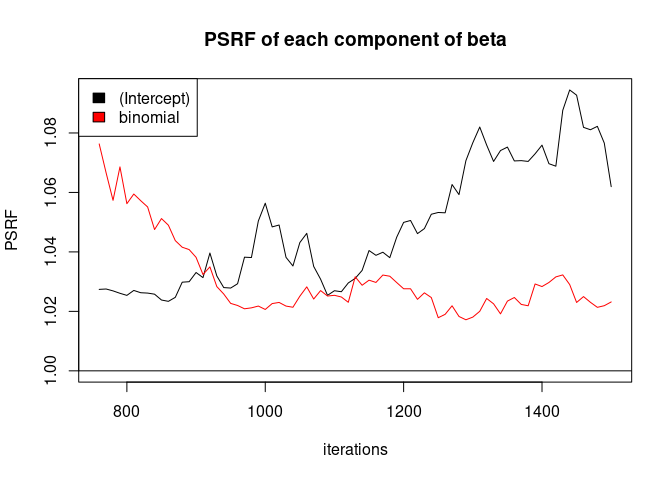 PSRF of each component of beta
(Intercept)
binomial
PSRF
1.08
1.06
1.04
1.02
1.00
800 1000 1200 1400
iterations